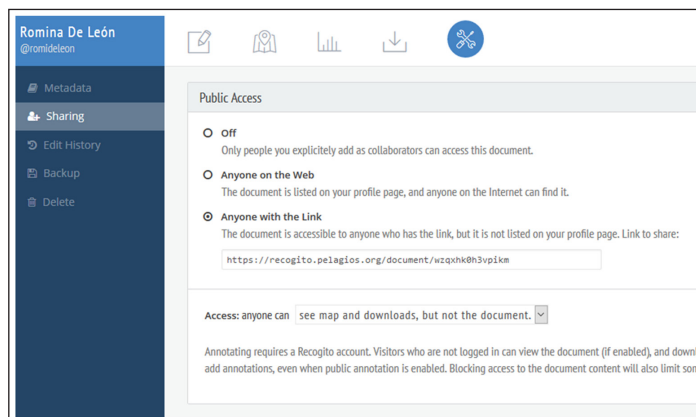 Romina De León
@romideleon
Metadata
Sharing
Edit History
Backup
Delete
Public Access
Off
Only people you explicitely add as collaborators can access this document.
Anyone on the Web
The document is listed on your profile page, and anyone on the Internet can find it.
Anyone with the Link
The document is accessible to anyone who has the link, but it is not listed on your profile page. Link to share:
https://recogito.pelagios.org/document/wzqxhk0h3vpikm
Access: anyone can see map and downloads, but not the document.
Annotating requires a Recogito account. Visitors who are not logged in can view the document (if enabled), and downl
add annotations, even when public annotation is enabled. Blocking access to the document content will also limit som